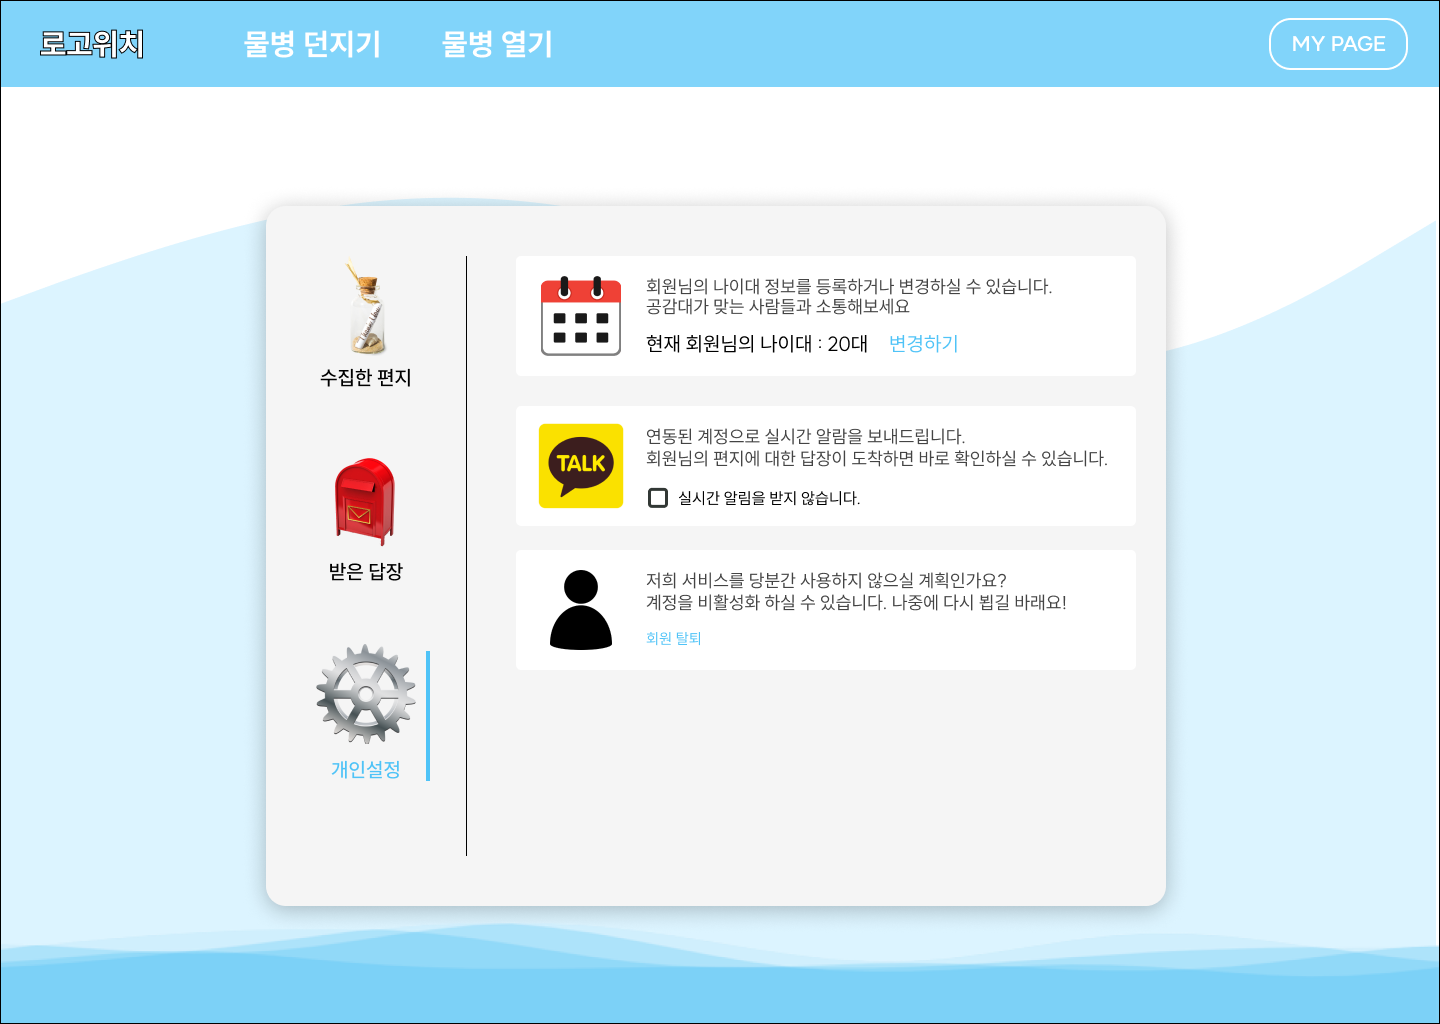 로고위치
물병 던지기
물병 열기
MY PAGE
수집한 편지
받은 답장
개인설정
회원님의 나이대 정보를 등록하거나 변경하실 수 있습니다.
공감대가 맞는 사람들과 소통해보세요
현재 회원님의 나이대 : 20대 변경하기
TALK
연동된 계정으로 실시간 알람을 보내드립니다.
회원님의 편지에 대한 답장이 도착하면 바로 확인하실 수 있습니다.
실시간 알림을 받지 않습니다.
저희 서비스를 당분간 사용하지 않으실 계획인가요?
계정을 비활성화 하실 수 있습니다. 나중에 다시 뵙길 바래요!
회원 탈퇴